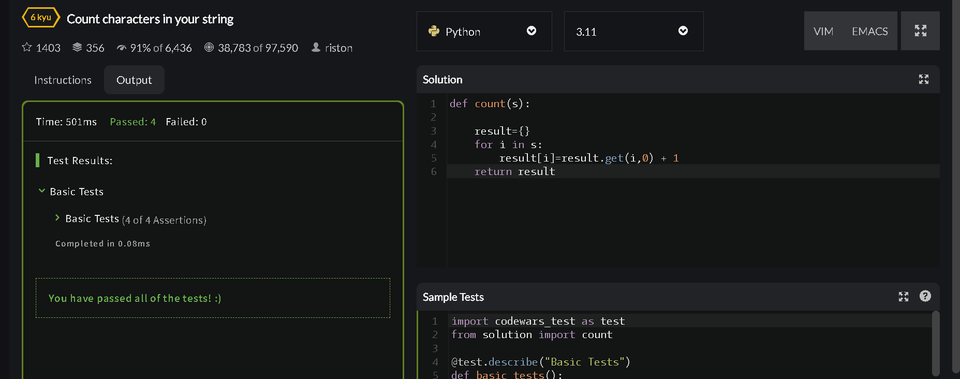 6 kyu Count characters in your string
1403 356 91% of 6,436 38,783 of 97,590 riston
Instructions Output
Time: 501ms Passed: 4 Failed: 0
Test Results:
Basic Tests
Basic Tests (4 of 4 Assertions)
Completed in 0.08ms
You have passed all of the tests! :)
Python 3.11 VIM EMACS
Solution
1 def count(s):
2
3 result={}
4 for i in s:
5 result[i]=result.get(i,0) + 1
6 return result
Sample Tests ?
1 import codewars_test as test
2 from solution import count
3
4 @test.describe("Basic Tests")
5 def basic_tests():